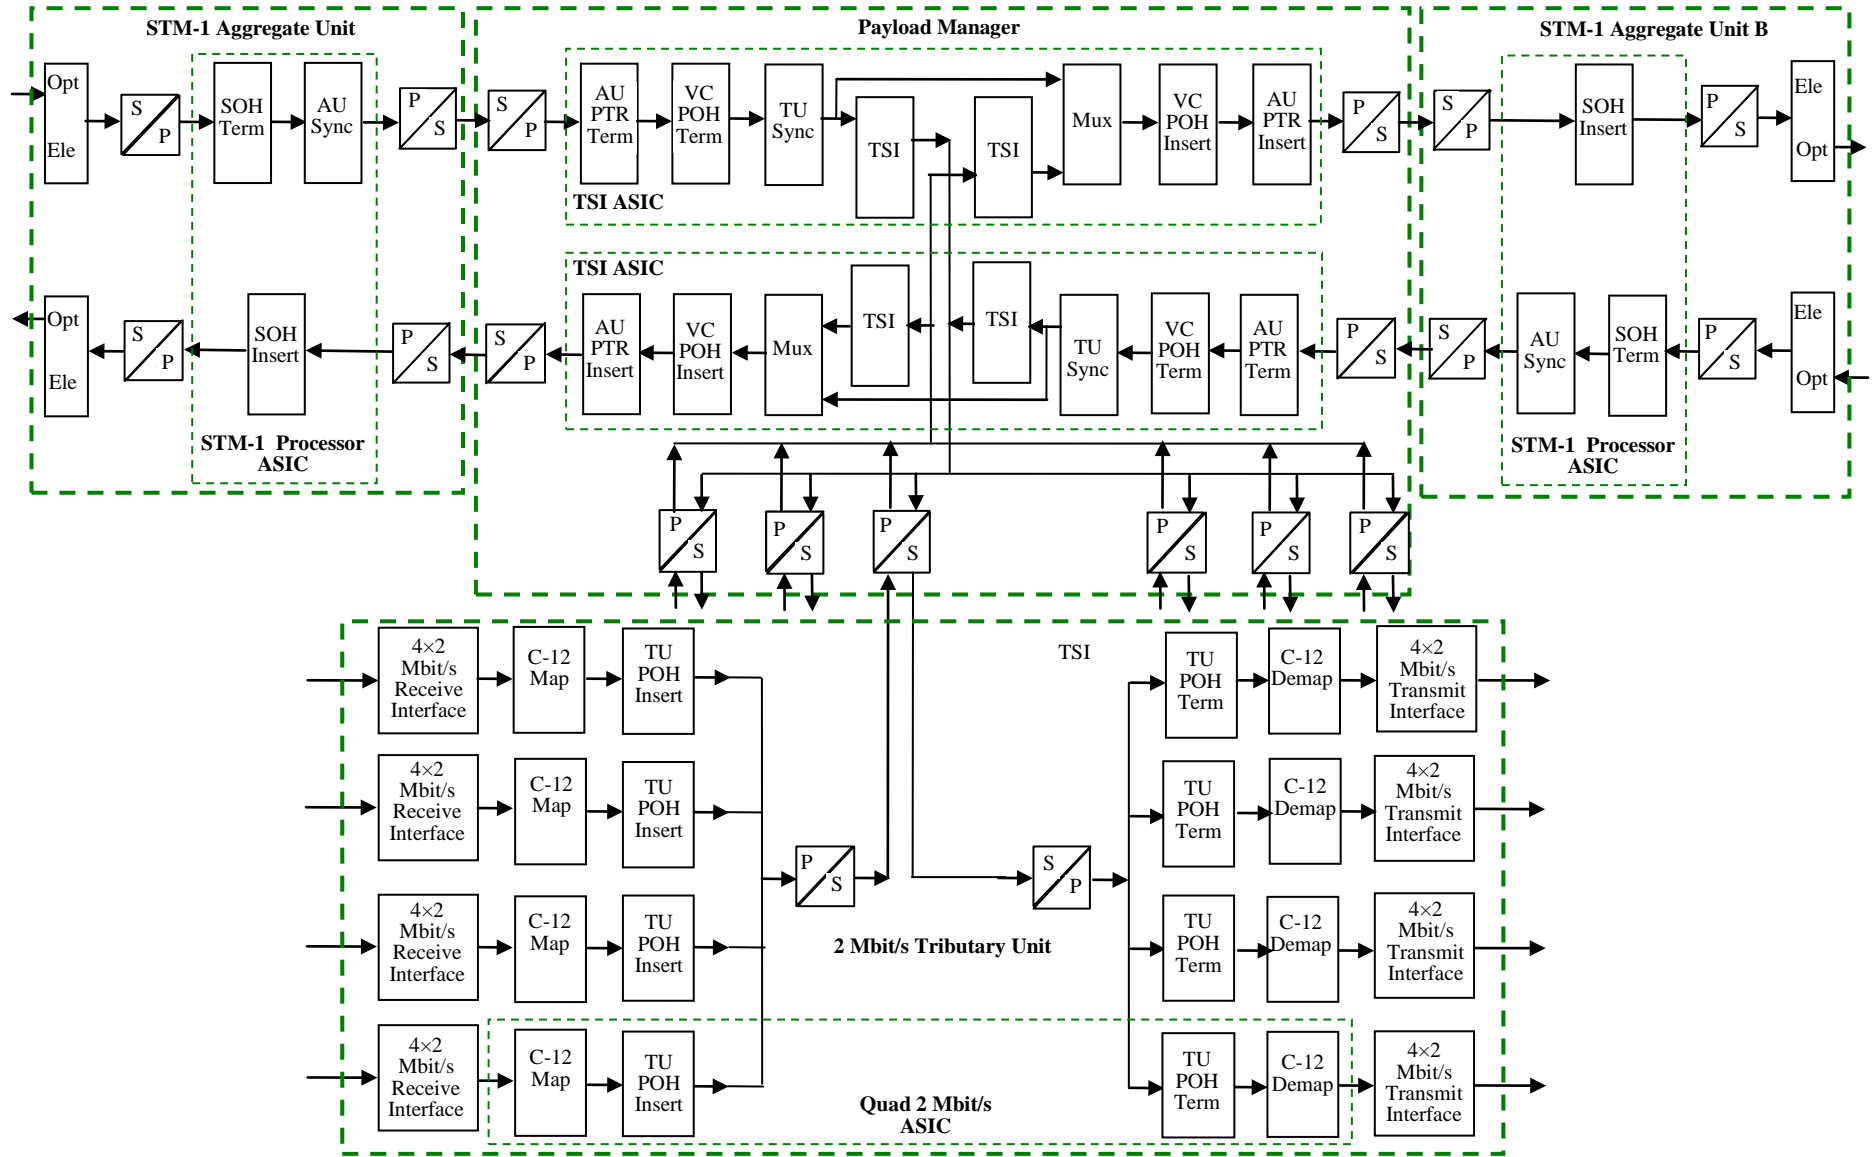 STM-1 Aggregate Unit
Payload Manager
STM-1 Aggregate Unit B
Opt
Ele
S
P
SOH
Term
AU
Sync
P
S
S
P
AU
PTR
Term
VC
POH
Term
TU
Sync
TSI
TSI
Mux
VC
POH
Insert
AU
PTR
Insert
P
S
S
P
SOH
Insert
P
S
Ele
Opt
TSI ASIC
TSI ASIC
Opt
Ele
S
P
SOH
Insert
P
S
S
P
AU
PTR
Insert
VC
POH
Insert
Mux
TSI
TSI
TU
Sync
VC
POH
Term
AU
PTR
Term
P
S
S
P
AU
Sync
SOH
Term
P
S
Ele
Opt
STM-1 Processor
ASIC
STM-1 Processor
ASIC
P
S
P
S
P
S
P
S
P
S
P
S
4×2
Mbit/s
Receive
Interface
C-12
Map
TU
POH
Insert
TSI
TU
POH
Term
C-12
Demap
4×2
Mbit/s
Transmit
Interface
4×2
Mbit/s
Receive
Interface
C-12
Map
TU
POH
Insert
TU
POH
Term
C-12
Demap
4×2
Mbit/s
Transmit
Interface
P
S
S
P
4×2
Mbit/s
Receive
Interface
C-12
Map
TU
POH
Insert
2 Mbit/s Tributary Unit
TU
POH
Term
C-12
Demap
4×2
Mbit/s
Transmit
Interface
4×2
Mbit/s
Receive
Interface
C-12
Map
TU
POH
Insert
Quad 2 Mbit/s
ASIC
TU
POH
Term
C-12
Demap
4×2
Mbit/s
Transmit
Interface